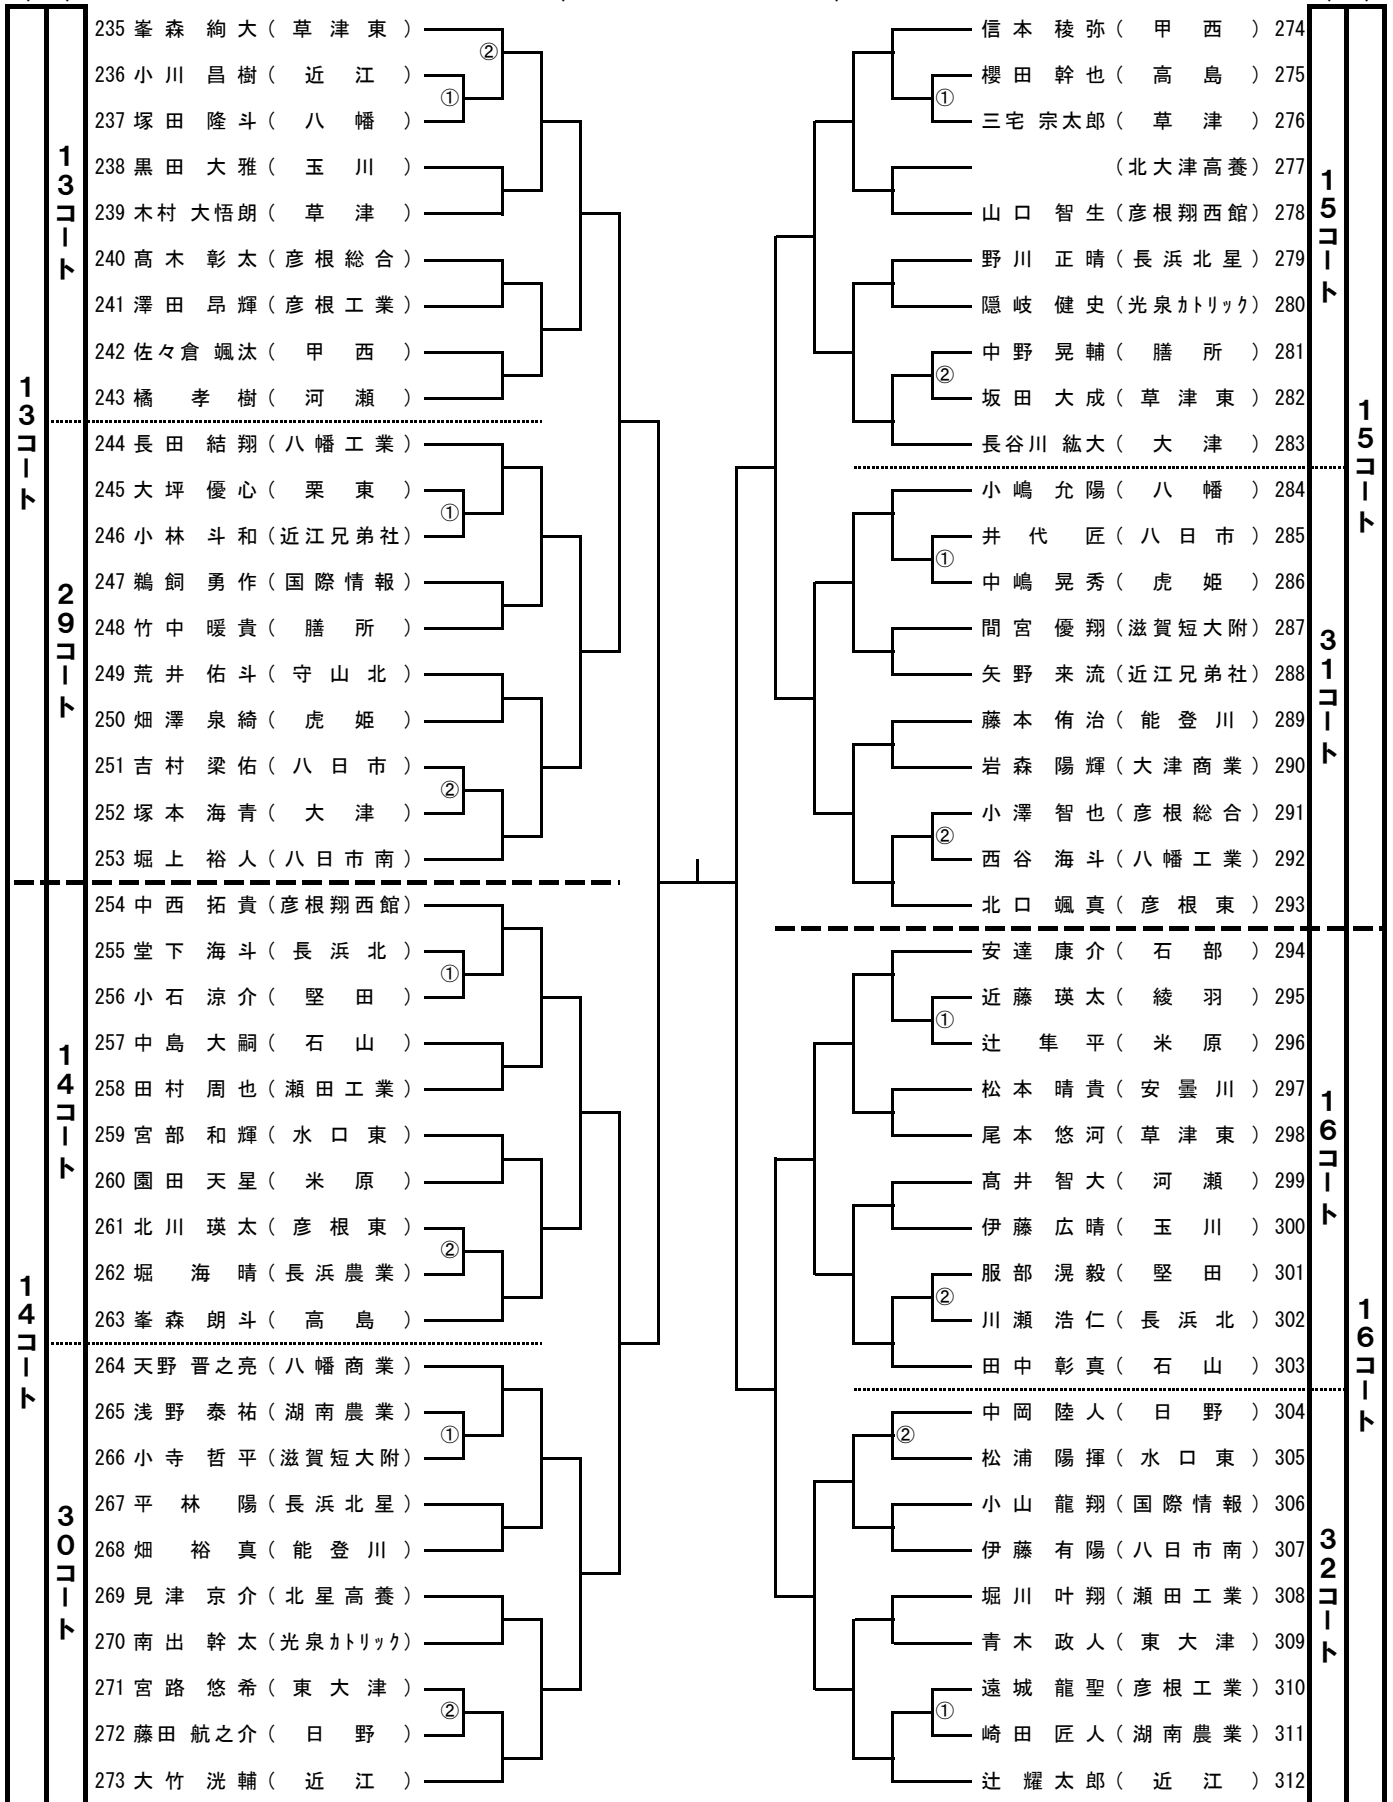 235 峯森 絢大 (草津東)
②
236 小川 昌樹 (近江)
①
237 塚田 隆斗 (八幡)
238 黒田 大雅 (玉川)
239 木村 大悟朗 (草津)
240 髙木 彰太 (彦根総合)
241 澤田 昂輝 (彦根工業)
242 佐々倉 颯汰 (甲西)
243 橘 孝樹 (河瀬)
13コート
244 長田 結翔 (八幡工業)
245 大坪 優心 (栗東)
①
246 小林 斗和 (近江兄弟社)
247 鵜飼 勇作 (国際情報)
248 竹中 暖貴 (膳所)
249 荒井 佑斗 (守山北)
250 畑澤 泉綺 (虎姫)
251 吉村 梁佑 (八日市)
②
252 塚本 海青 (大津)
253 堀上 裕人 (八日市南)
29コート
13コート
254 中西 拓貴 (彦根翔西館)
255 堂下 海斗 (長浜北)
①
256 小石 涼介 (堅田)
257 中島 大嗣 (石山)
258 田村 周也 (瀬田工業)
259 宮部 和輝 (水口東)
260 園田 天星 (米原)
261 北川 瑛太 (彦根東)
②
262 堀 海晴 (長浜農業)
263 峯森 朗斗 (高島)
14コート
264 天野 晋之亮 (八幡商業)
265 浅野 泰祐 (湖南農業)
①
266 小寺 哲平 (滋賀短大附)
267 平林 陽 (長浜北星)
268 畑 裕真 (能登川)
269 見津 京介 (北星高養)
270 南出 幹太 (光泉カトリック)
271 宮路 悠希 (東大津)
②
272 藤田 航之介 (日野)
273 大竹 洸輔 (近江)
30コート
14コート
信本 稜弥 (甲西) 274
櫻田 幹也 (高島) 275
①
三宅 宗太郎 (草津) 276
(北大津高養) 277
山口 智生 (彦根翔西館) 278
野川 正晴 (長浜北星) 279
隠岐 健史 (光泉カトリック) 280
中野 晃輔 (膳所) 281
②
坂田 大成 (草津東) 282
長谷川 紘大 (大津) 283
15コート
小嶋 允陽 (八幡) 284
井代 匠 (八日市) 285
①
中嶋 晃秀 (虎姫) 286
間宮 優翔 (滋賀短大附) 287
矢野 来流 (近江兄弟社) 288
藤本 侑治 (能登川) 289
岩森 陽輝 (大津商業) 290
小澤 智也 (彦根総合) 291
②
西谷 海斗 (八幡工業) 292
北口 颯真 (彦根東) 293
31コート
15コート
安達 康介 (石部) 294
近藤 瑛太 (綾羽) 295
①
辻 隼平 (米原) 296
松本 晴貴 (安曇川) 297
尾本 悠河 (草津東) 298
髙井 智大 (河瀬) 299
伊藤 広晴 (玉川) 300
服部 滉毅 (堅田) 301
②
川瀬 浩仁 (長浜北) 302
田中 彰真 (石山) 303
16コート
中岡 陸人 (日野) 304
②
松浦 陽揮 (水口東) 305
小山 龍翔 (国際情報) 306
伊藤 有陽 (八日市南) 307
堀川 叶翔 (瀬田工業) 308
青木 政人 (東大津) 309
遠城 龍聖 (彦根工業) 310
①
崎田 匠人 (湖南農業) 311
辻 耀太郎 (近江) 312
32コート
16コート